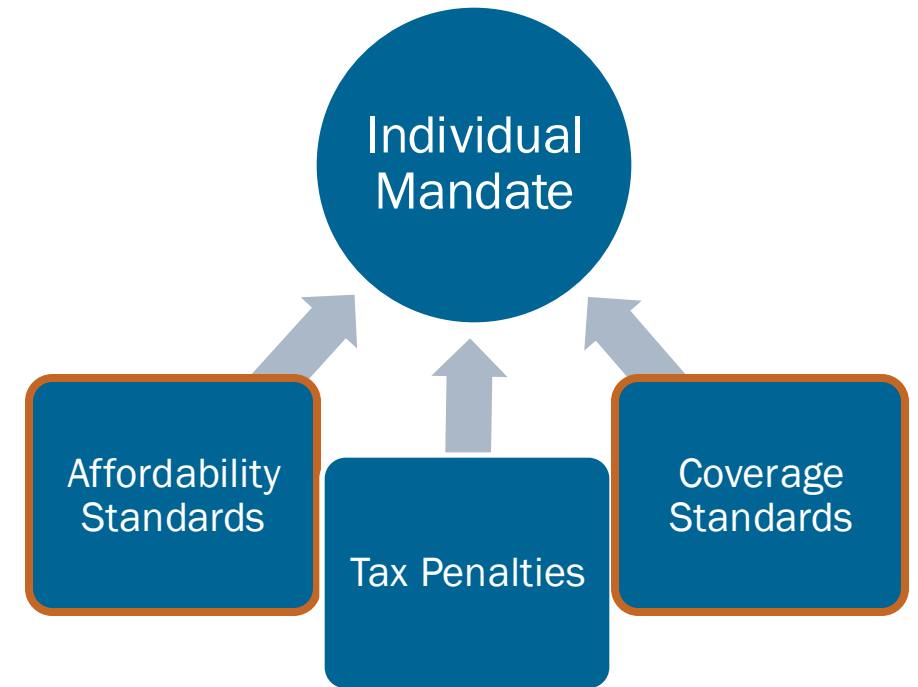 Individual
Mandate
Affordability
Standards
Tax Penalties
Coverage
Standards